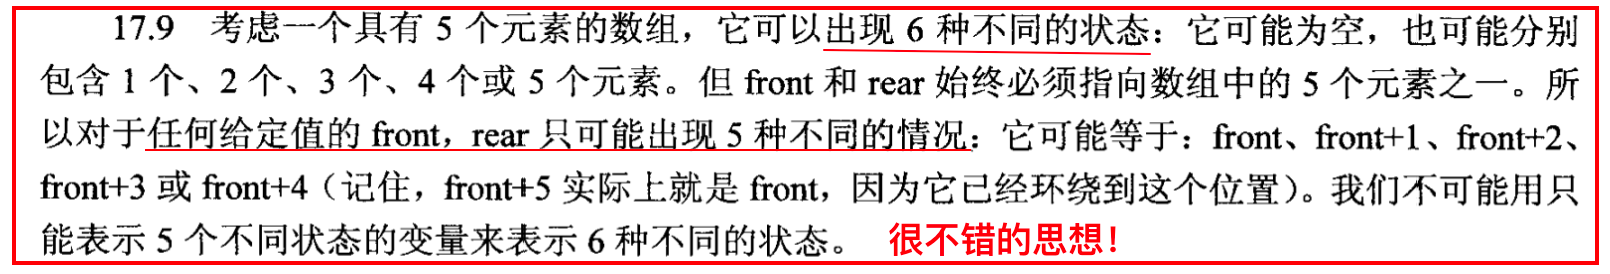 17.9 考虑一个具有 5 个元素的数组，它可以出现 6 种不同的状态：它可能为空，也可能分别
包含 1 个、2 个、3 个、4 个或 5 个元素。但 front 和 rear 始终必须指向数组中的 5 个元素之一。所
以对于任何给定值的 front，rear 只可能出现 5 种不同的情况：它可能等于：front、front+1、front+2、
front+3 或 front+4（记住，front+5 实际上就是 front，因为它已经环绕到这个位置）。我们不可能用只
能表示 5 个不同状态的变量来表示 6 种不同的状态。 很不错的思想！